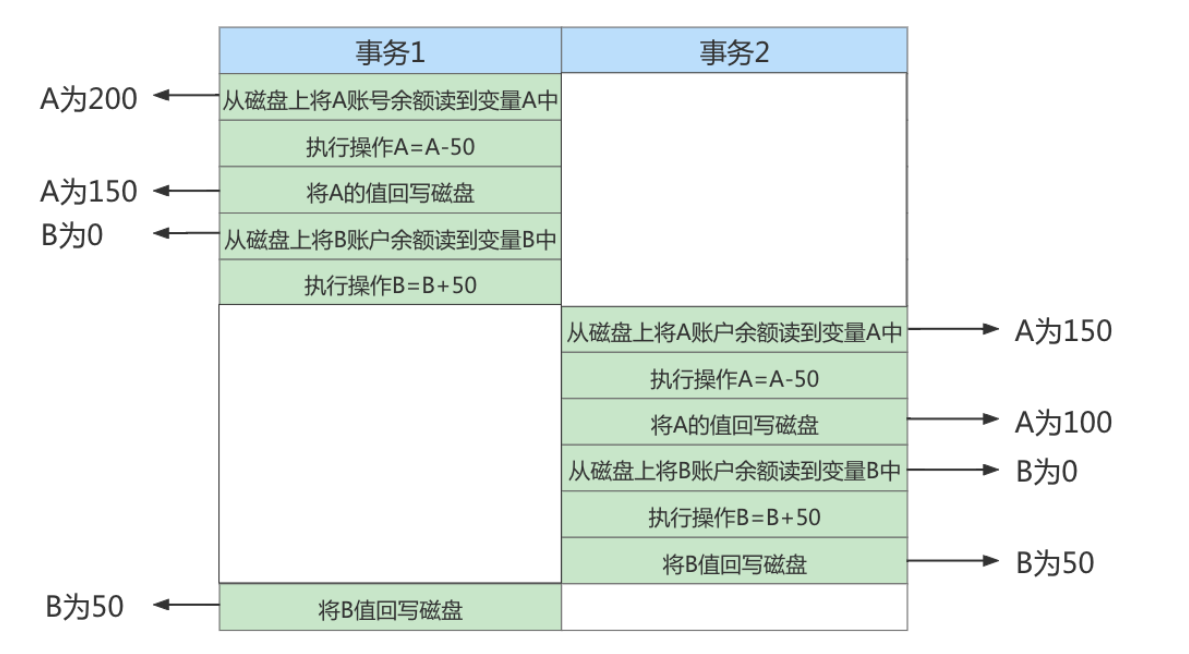 事务1
事务2
A为200
从磁盘上将A账号余额读到变量A中
执行操作A=A-50
A为150
将A的值回写磁盘
B为0
从磁盘上将B账户余额读到变量B中
执行操作B=B+50
从磁盘上将A账户余额读到变量A中
A为150
执行操作A=A-50
将A的值回写磁盘
A为100
从磁盘上将B账户余额读到变量B中
B为0
执行操作B=B+50
将B值回写磁盘
B为50
B为50
将B值回写磁盘